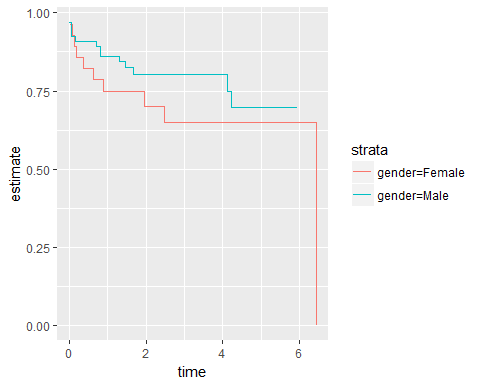 1.00
0.75
0.50
0.25
0.00
estimate
0 2 4 6
time
strata
gender=Female
gender=Male